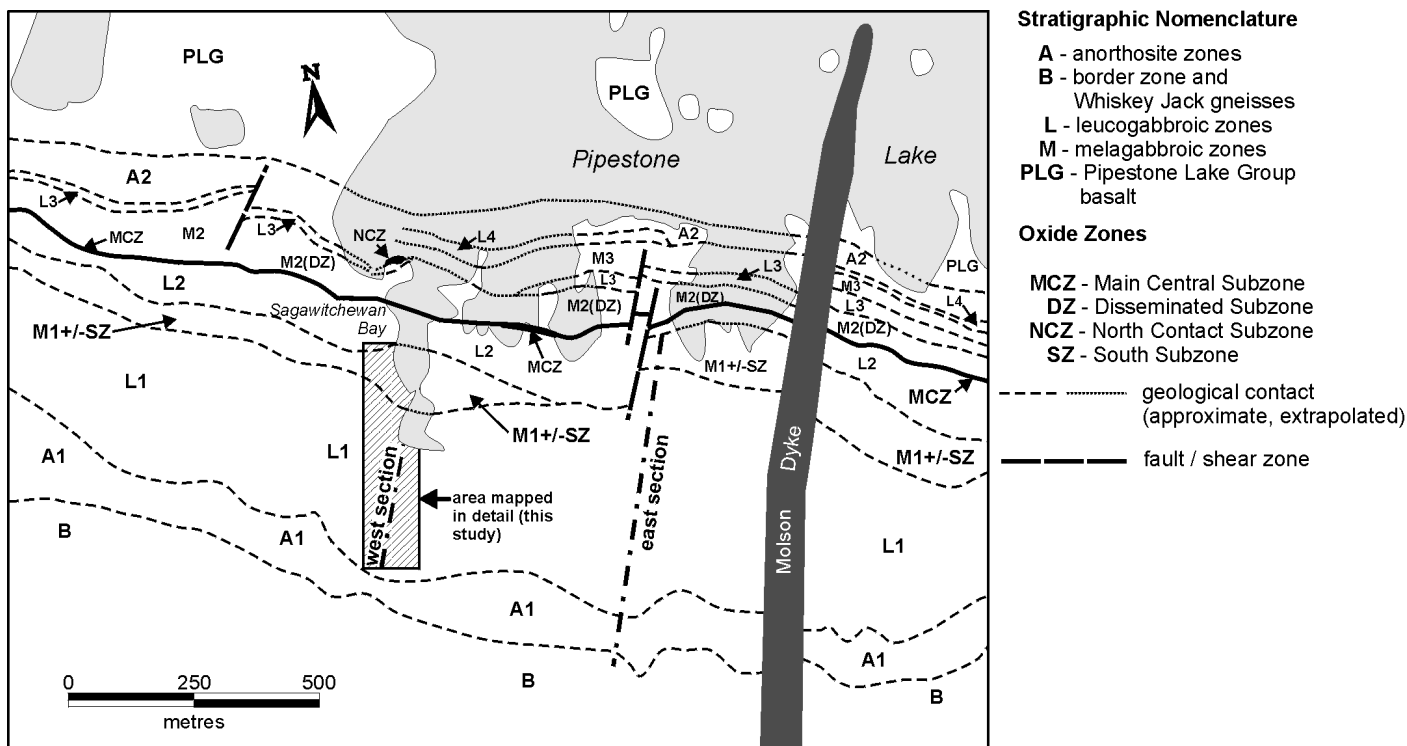 PLG
N
PLG
Pipestone
Lake
A2
L3
MCZ
M2
L3
M2(DZ)
NCZ
L4
A2
M3
L3
M2(DZ)
L3
M2(DZ)
A2
M3
L3
M2(DZ)
PLG
L4
L2
Sagawitchewan
Bay
M1+/-SZ
L2
MCZ
M1+/-SZ
L2
MCZ
L1
M1+/-SZ
M1+/-SZ
A1
L1
west section
area mapped
in detail (this
study)
east section
Molson Dyke
L1
B
A1
A1
A1
B
B
0 250 500
metres
Stratigraphic Nomenclature
A - anorthosite zones
B - border zone and
Whiskey Jack gneisses
L - leucogabbroic zones
M - melagabbroic zones
PLG - Pipestone Lake Group
basalt
Oxide Zones
MCZ - Main Central Subzone
DZ - Disseminated Subzone
NCZ - North Contact Subzone
SZ - South Subzone
geological contact
(approximate, extrapolated)
fault / shear zone